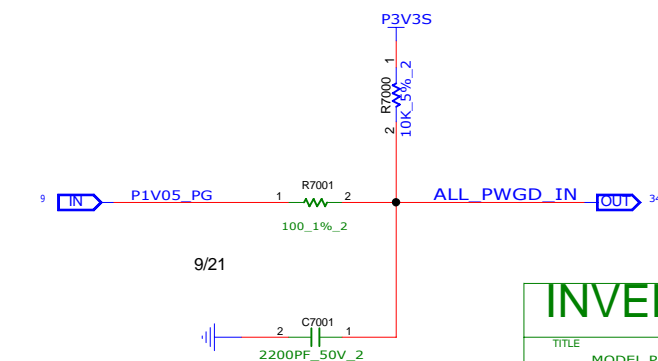 P3V3S
1
R7000
10K_5%_2
2
9 IN P1V05_PG 1 R7001 2 ALL_PWGD_IN OUT 34
100_1%_2
9/21
2 C7001 1
2200PF_50V_2
TITLE